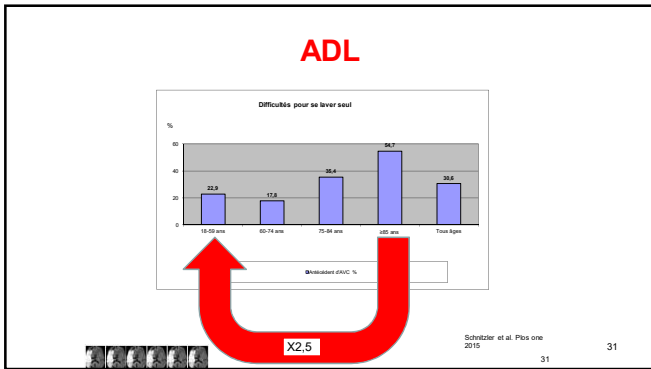 ADL
Difficultés pour se laver seul
%
60
40
20
0
22,9
17,8
35,4
54,7
30,6
18-59 ans
60-74 ans
75-84 ans
≥85 ans
Tous âges
Antécédent d'AVC %
X2,5
Schnitzler et al. Plos one
2015
31
31